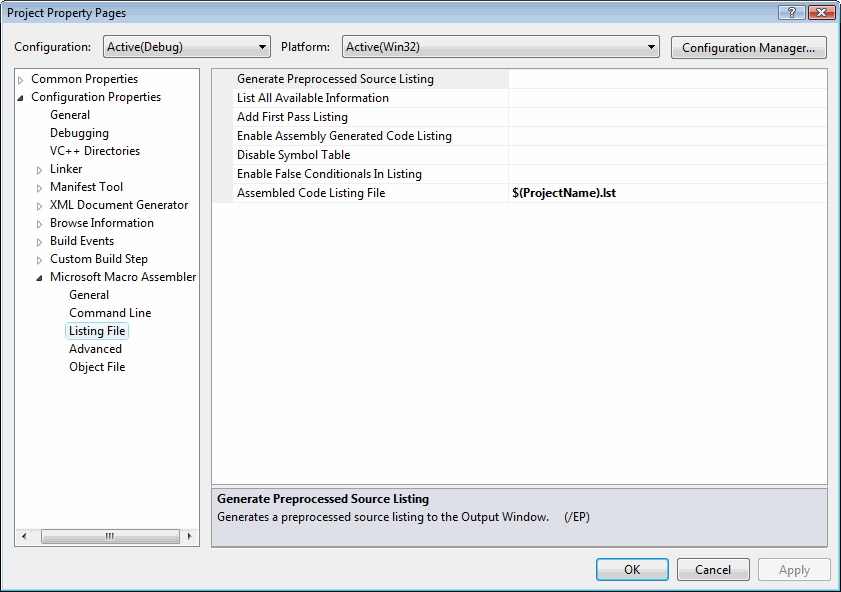 Project Property Pages
Configuration: Active(Debug) Platform: Active(Win32) Configuration Manager...
Common Properties
Configuration Properties
General
Debugging
VC++ Directories
Linker
Manifest Tool
XML Document Generator
Browse Information
Build Events
Custom Build Step
Microsoft Macro Assembler
General
Command Line
Listing File
Advanced
Object File
Generate Preprocessed Source Listing
List All Available Information
Add First Pass Listing
Enable Assembly Generated Code Listing
Disable Symbol Table
Enable False Conditionals In Listing
Assembled Code Listing File $(ProjectName).lst
Generate Preprocessed Source Listing
Generates a preprocessed source listing to the Output Window. (/EP)
OK Cancel Apply